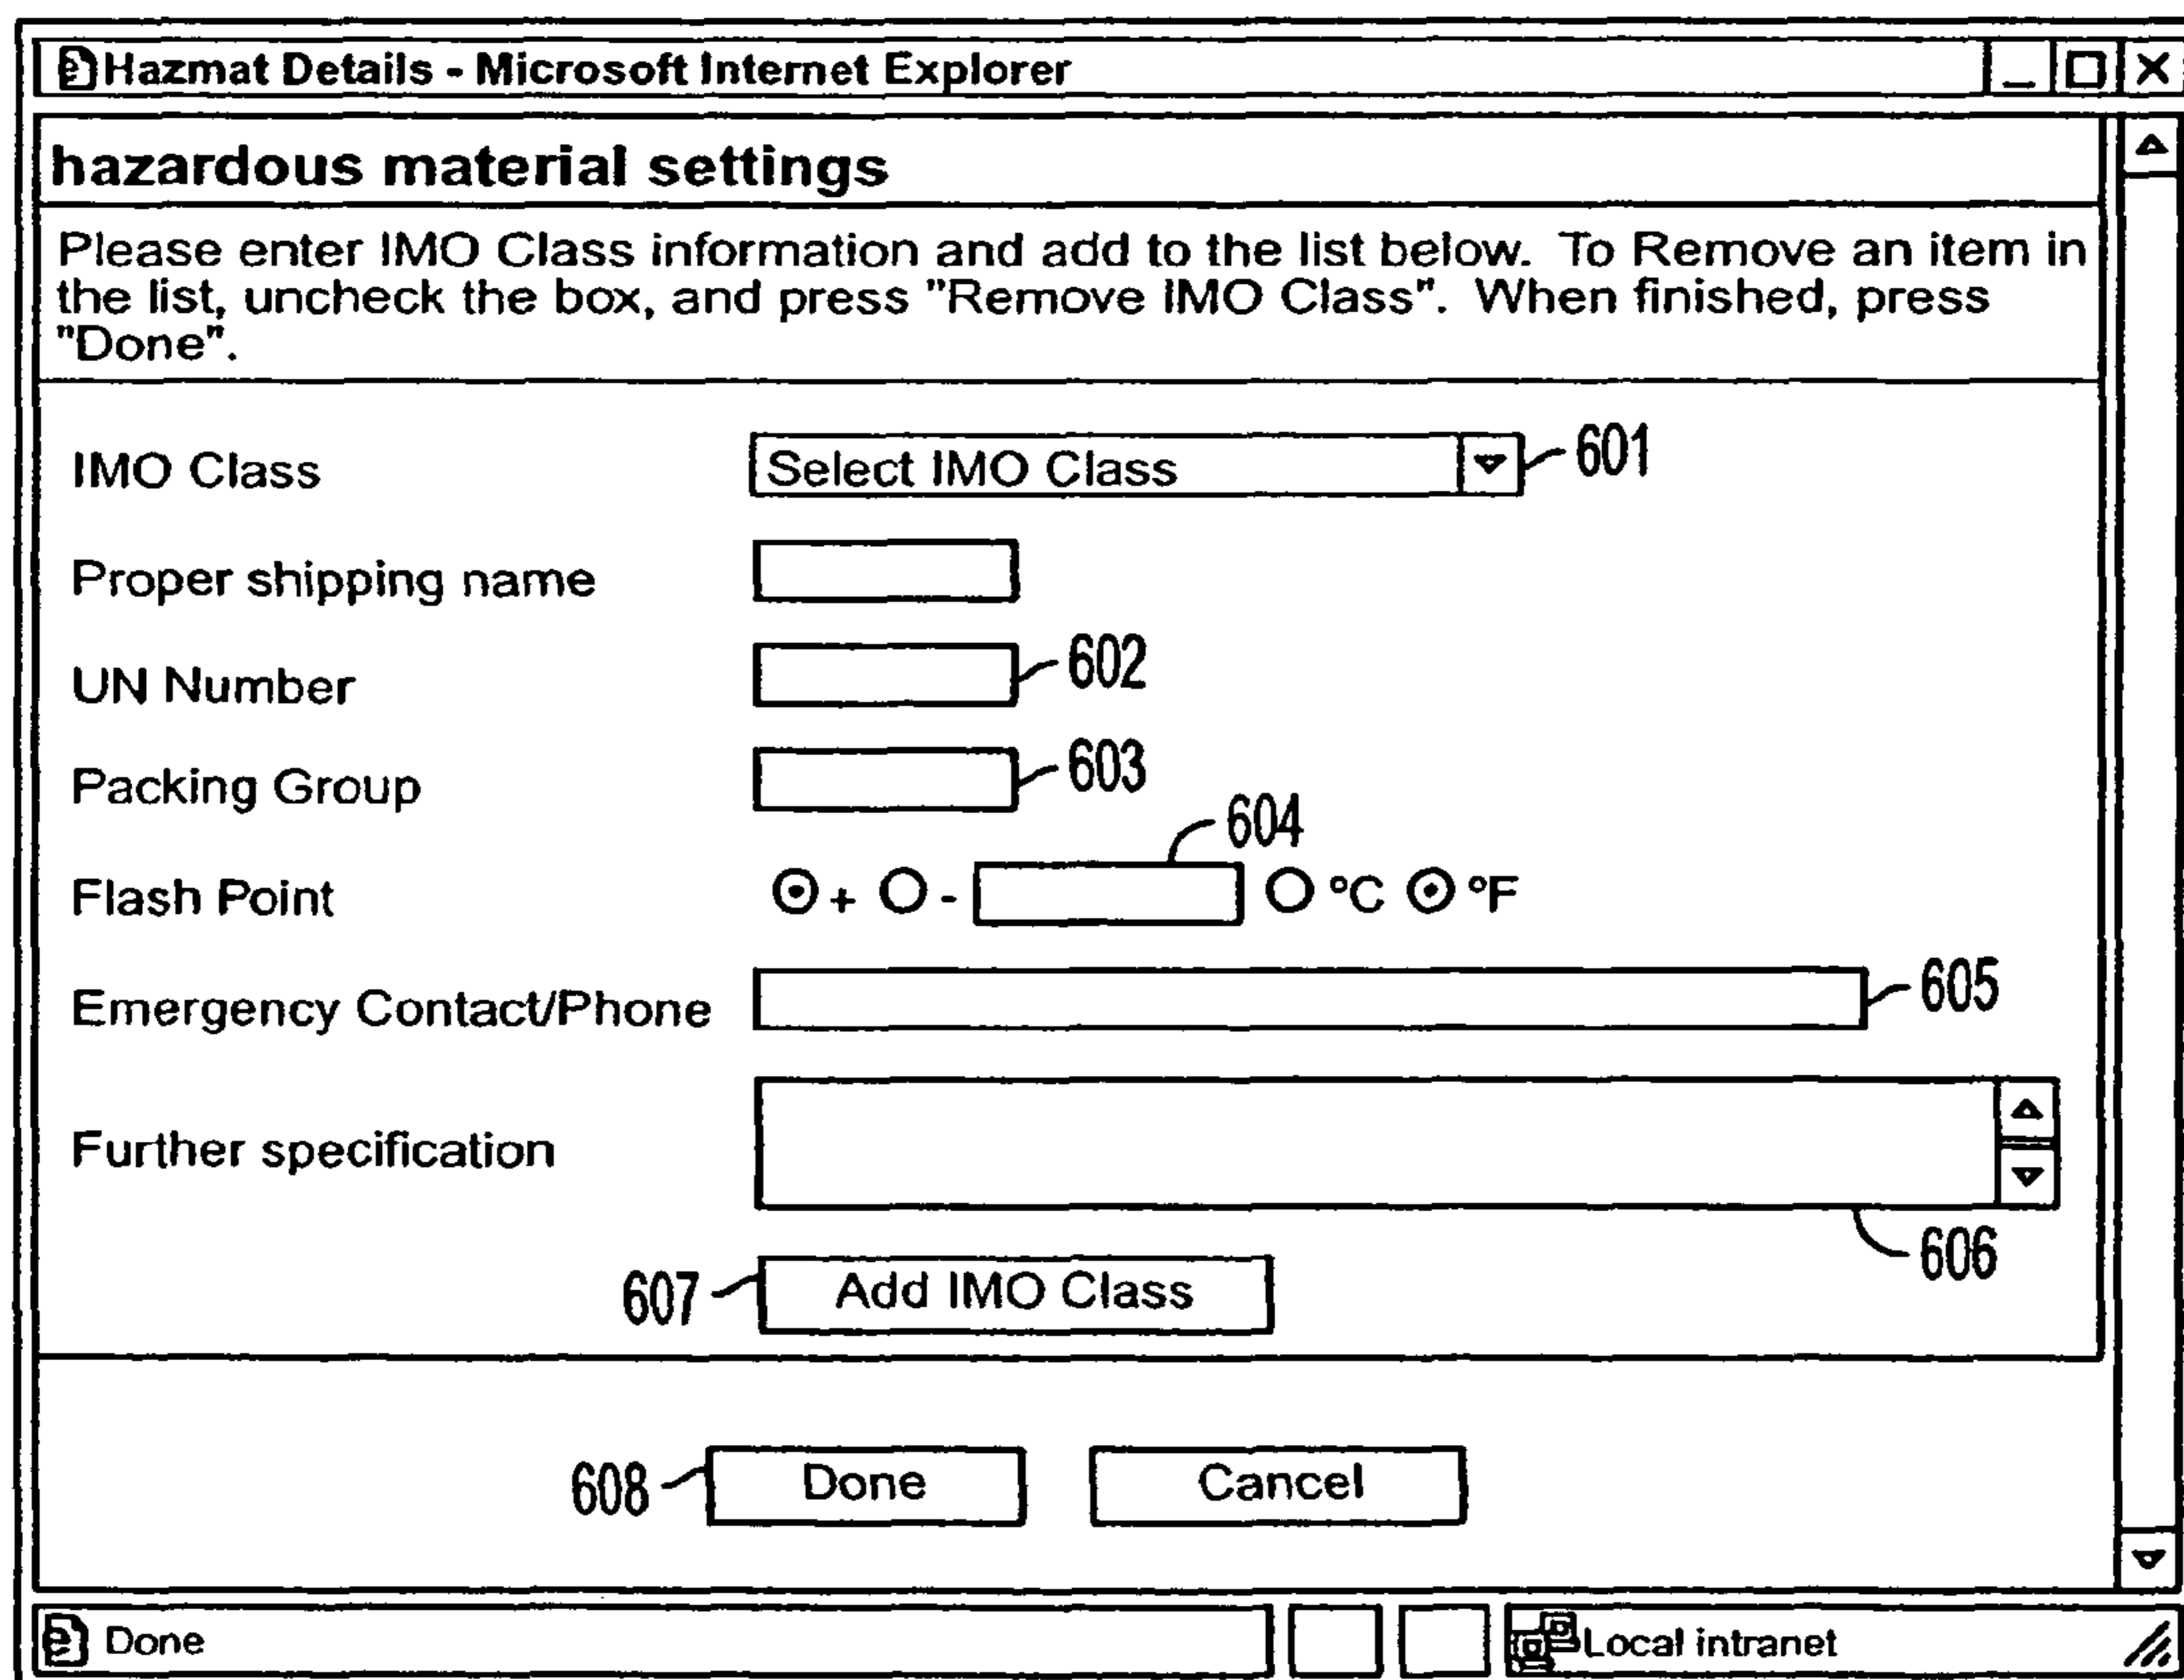 Hazmat Details - Microsoft Internet Explorer
hazardous material settings
Please enter IMO Class information and add to the list below. To Remove an item in
the list, uncheck the box, and press "Remove IMO Class". When finished, press
"Done".
IMO Class Select IMO Class 601
Proper shipping name
UN Number 602
Packing Group 603
604
Flash Point + - °C °F
Emergency Contact/Phone 605
Further specification
606
607 Add IMO Class
608 Done Cancel
Done Local intranet